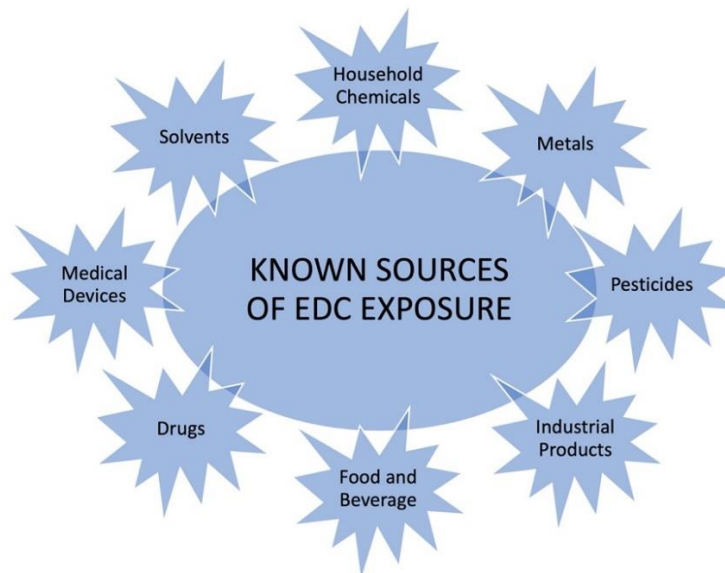 Household
Chemicals
Solvents
Metals
Medical
Devices
KNOWN SOURCES
OF EDC EXPOSURE
Pesticides
Drugs
Industrial
Products
Food and
Beverage